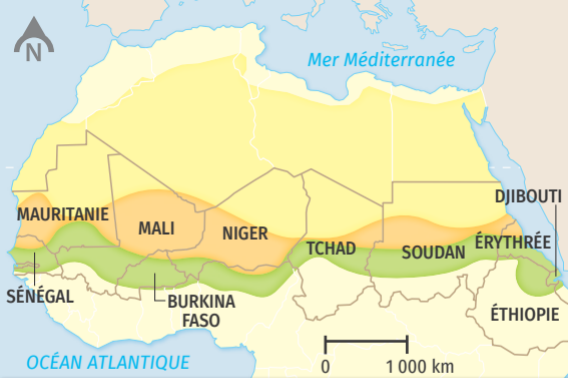 N
Mer Méditerranée
DJIBOUTI
MAURITANIE
MALI
NIGER
TCHAD
SOUDAN
ÉRYTHRÉE
SÉNÉGAL
BURKINA
FASO
ÉTHIOPIE
OCÉAN ATLANTIQUE
0
1 000 km